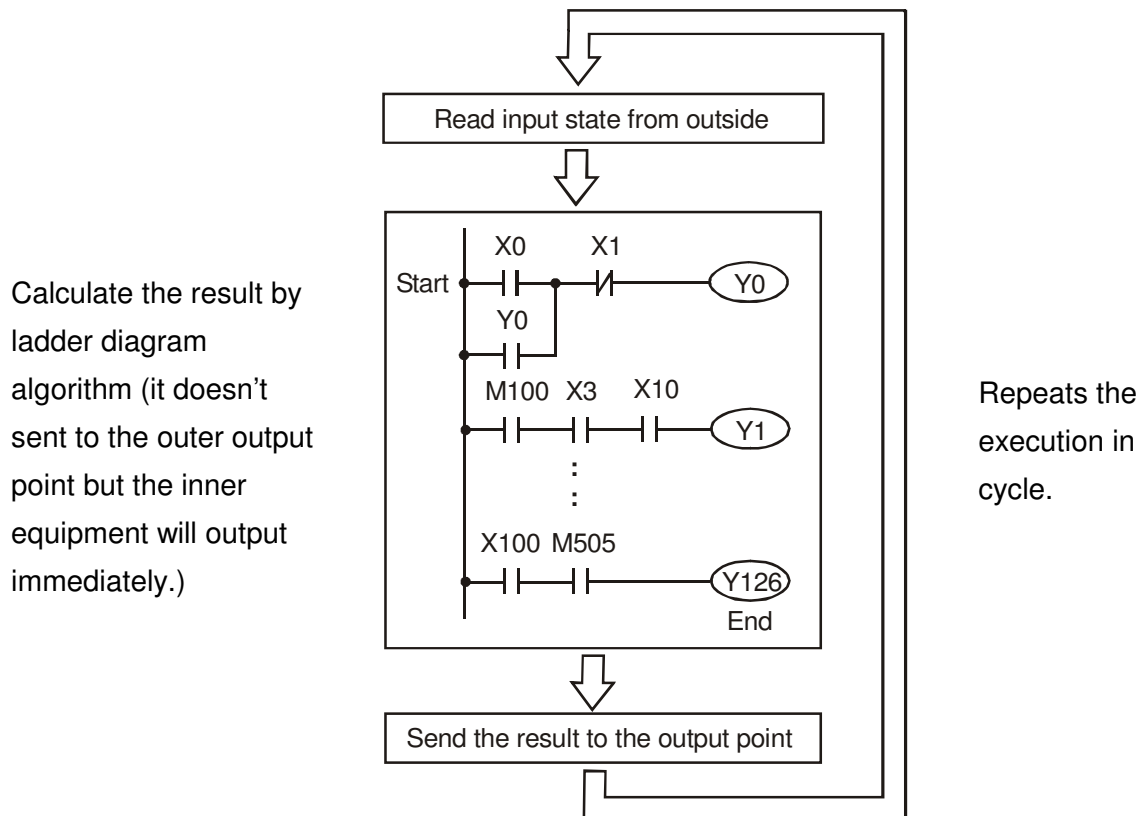 Read input state from outside
X0 X1
Start
Y0
Y0
M100 X3 X10
Y1
:
:
X100 M505
Y126
End
Send the result to the output point
Calculate the result by
ladder diagram
algorithm (it doesn't
sent to the outer output
point but the inner
equipment will output
immediately.)
Repeats the
execution in
cycle.